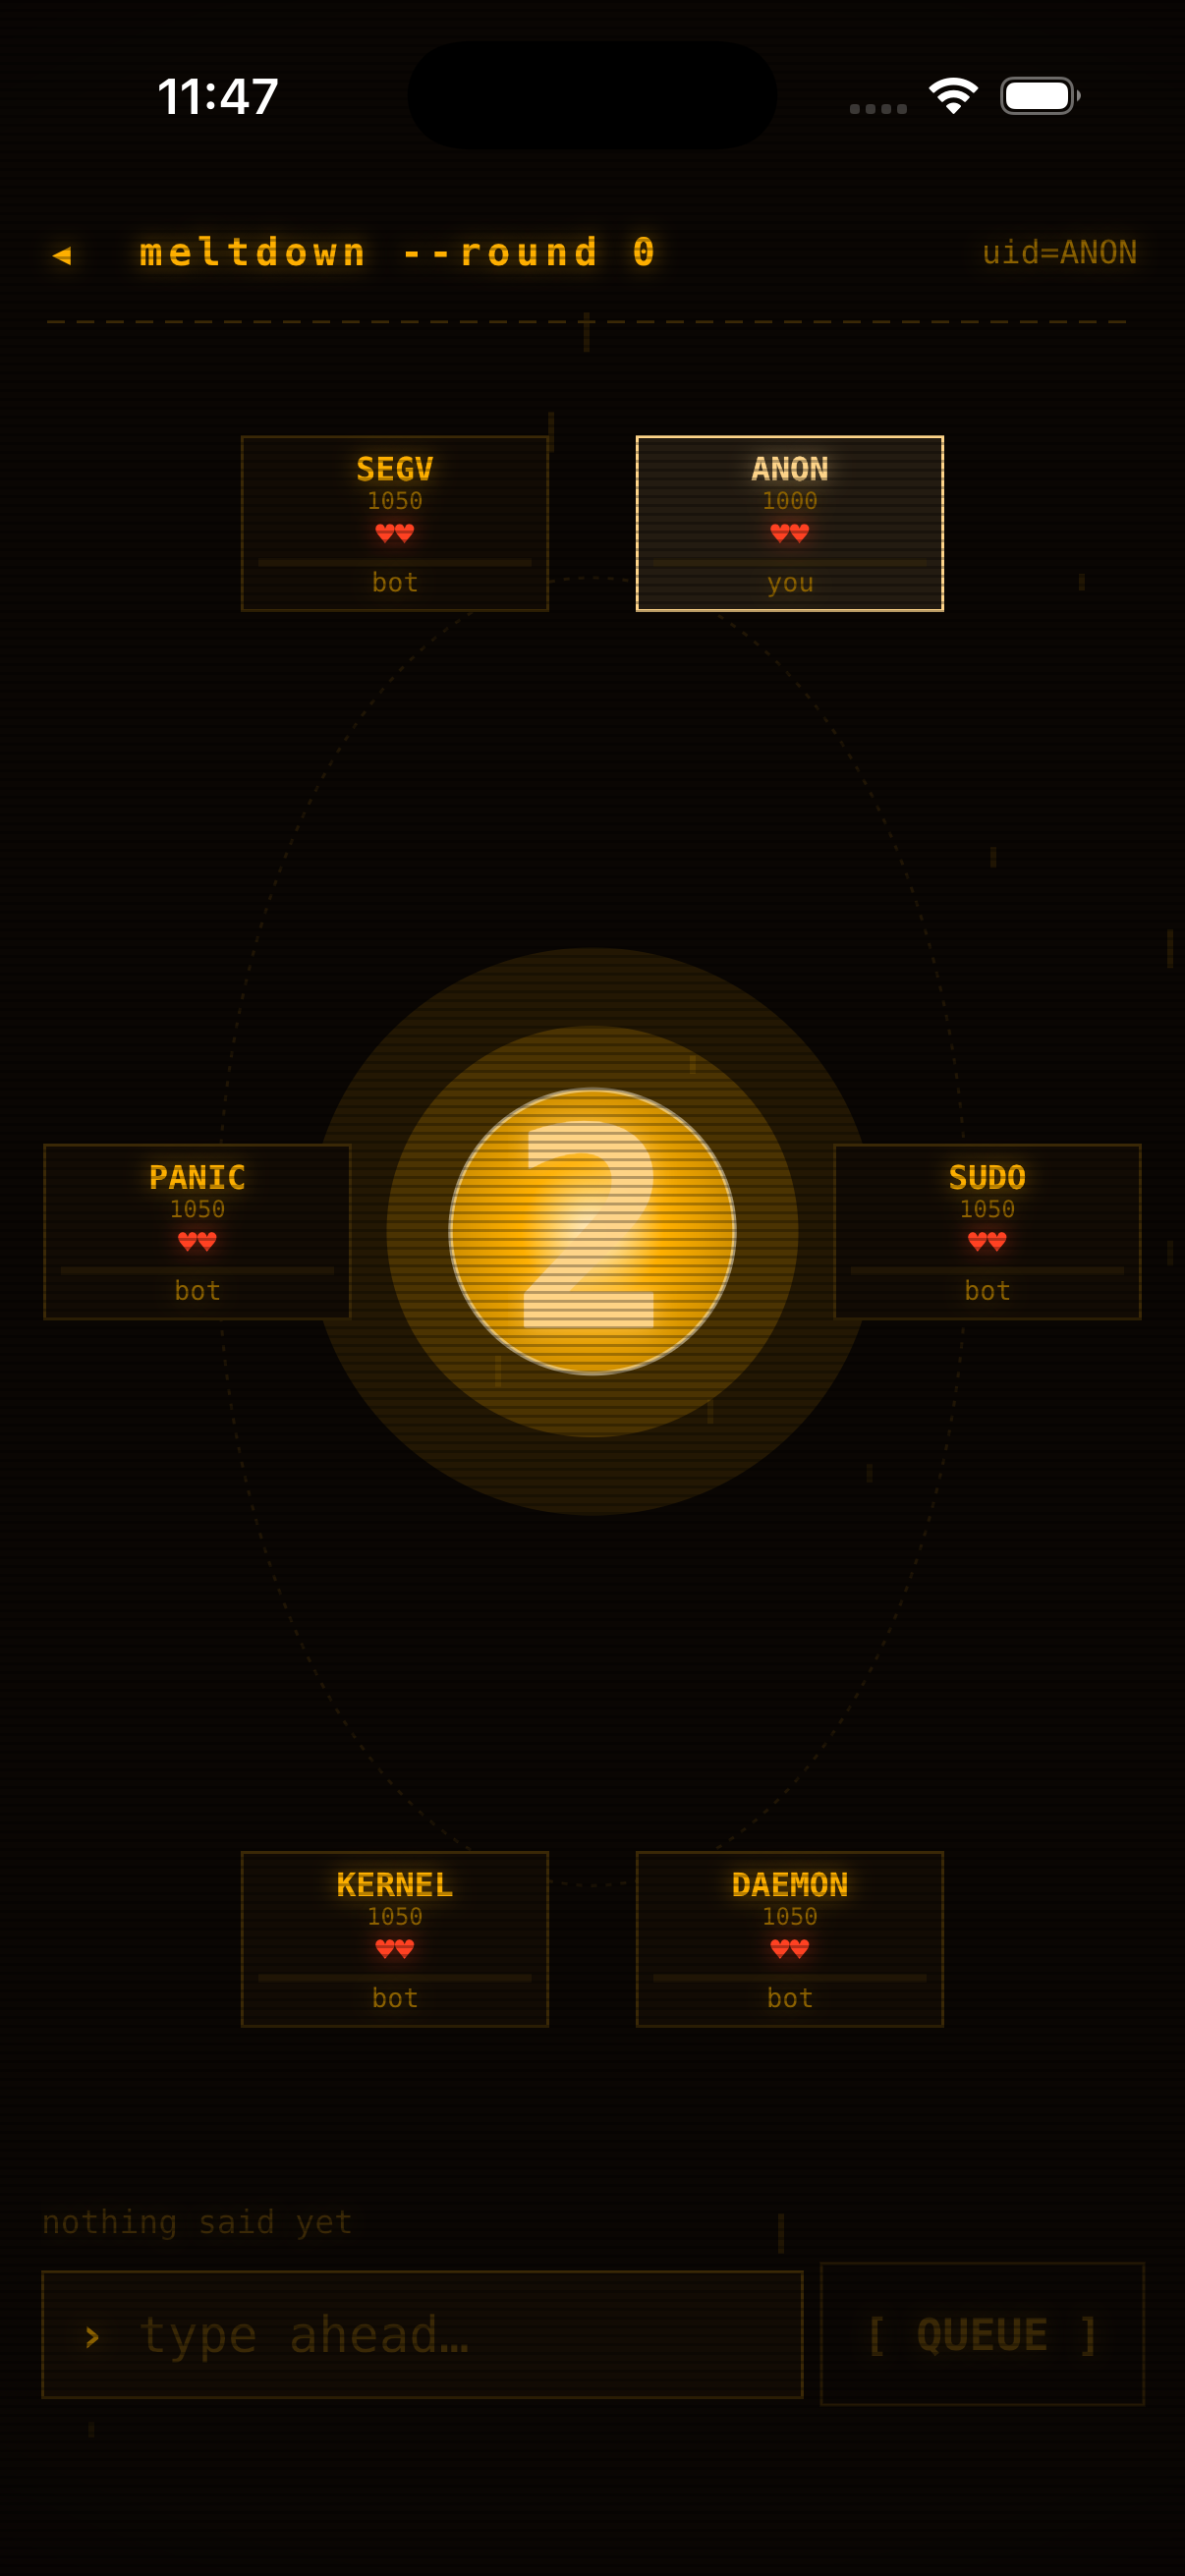 11:47
◂ meltdown --round 0 uid=ANON
SEGV
1050
♥♥
bot
ANON
1000
♥♥
you
PANIC
1050
♥♥
bot
2
SUDO
1050
♥♥
bot
KERNEL
1050
♥♥
bot
DAEMON
1050
♥♥
bot
nothing said yet
› type ahead…
[ QUEUE ]